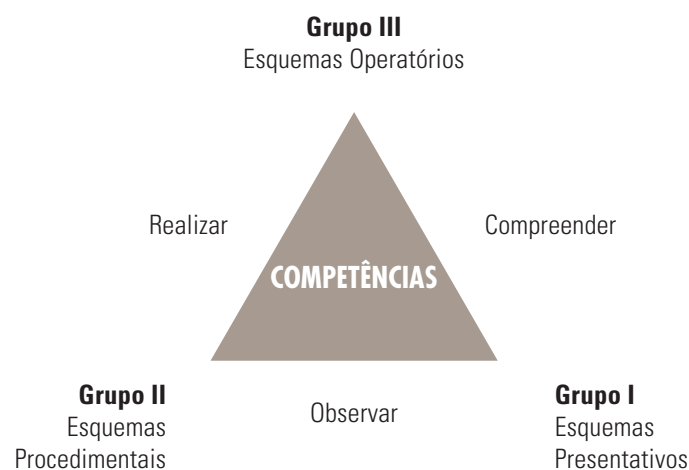 Grupo III
Esquemas Operatórios
Realizar
Compreender
COMPETÊNCIAS
Grupo II
Esquemas
Procedimentais
Observar
Grupo I
Esquemas
Presentativos